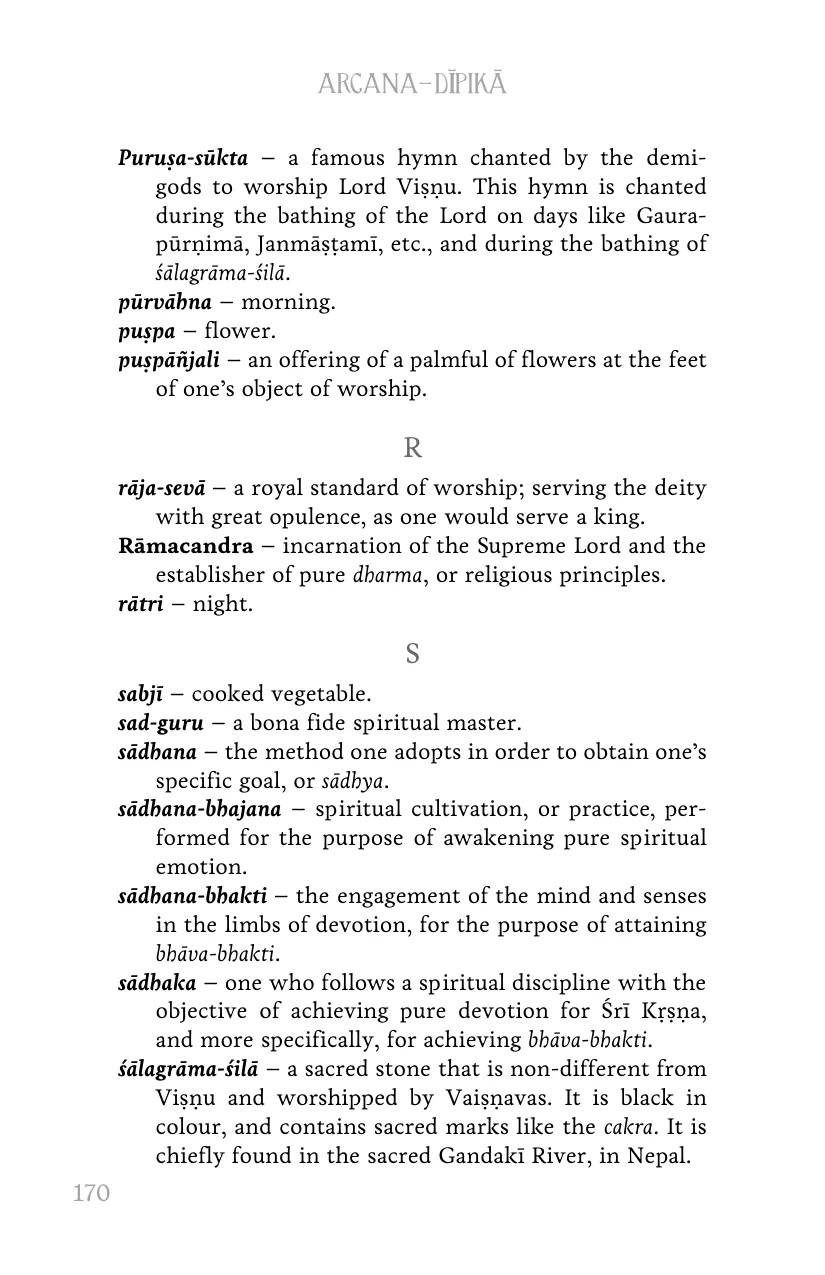 ARCANA–DĪPIKĀ
Puruṣa-sūkta – a famous hymn chanted by the demi-
gods to worship Lord Viṣṇu. This hymn is chanted
during the bathing of the Lord on days like Gaura-
pūrṇimā, Janmāṣṭamī, etc., and during the bathing of
śālagrāma-śilā.
pūrvāhna – morning.
puṣpa – flower.
puṣpāñjali – an offering of a palmful of flowers at the feet
of one’s object of worship.
R
rāja-sevā – a royal standard of worship; serving the deity
with great opulence, as one would serve a king.
Rāmacandra – incarnation of the Supreme Lord and the
establisher of pure dharma, or religious principles.
rātri – night.
S
sabjī – cooked vegetable.
sad-guru – a bona fide spiritual master.
sādhana – the method one adopts in order to obtain one’s
specific goal, or sādhya.
sādhana-bhajana – spiritual cultivation, or practice, per-
formed for the purpose of awakening pure spiritual
emotion.
sādhana-bhakti – the engagement of the mind and senses
in the limbs of devotion, for the purpose of attaining
bhāva-bhakti.
sādhaka – one who follows a spiritual discipline with the
objective of achieving pure devotion for Śrī Kṛṣṇa,
and more specifically, for achieving bhāva-bhakti.
śālagrāma-śilā – a sacred stone that is non-different from
Viṣṇu and worshipped by Vaiṣṇavas. It is black in
colour, and contains sacred marks like the cakra. It is
chiefly found in the sacred Gandakī River, in Nepal.
170